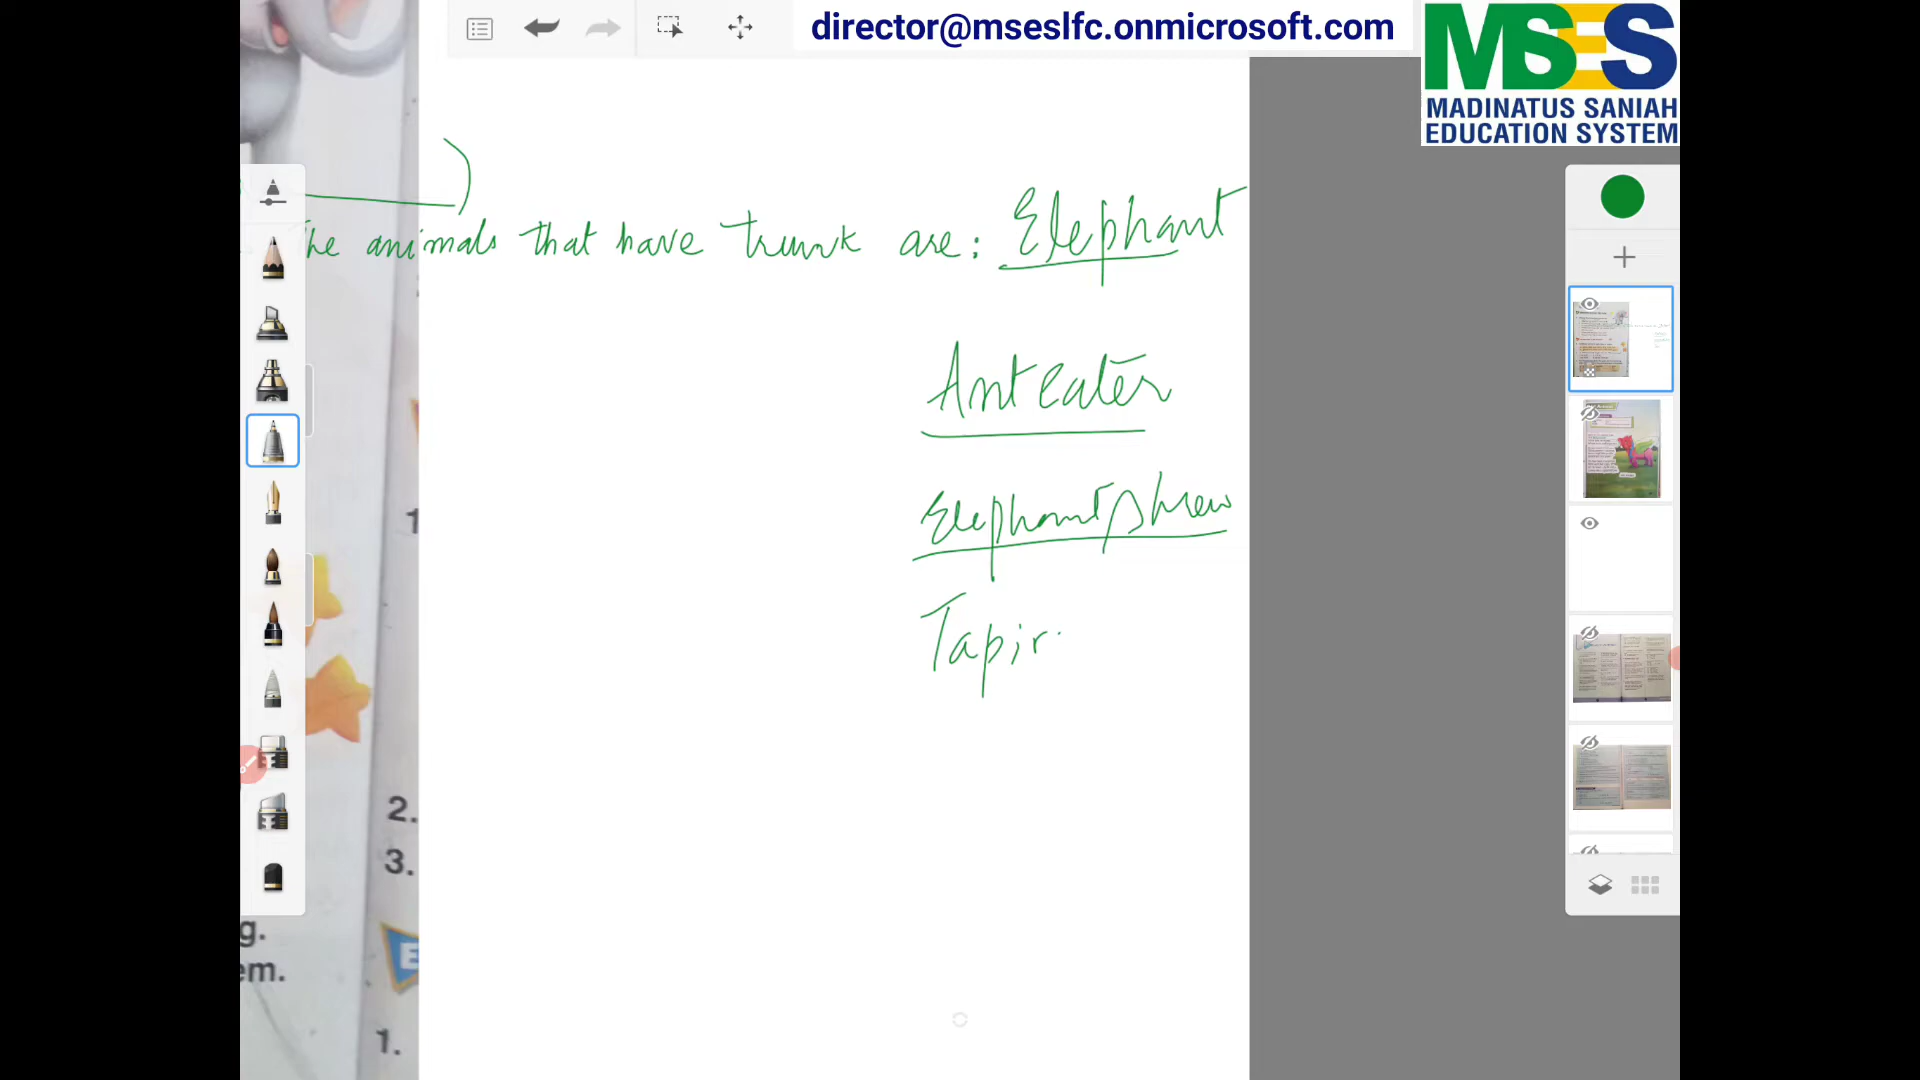 director@mseslfc.onmicrosoft.com
MSES
MADINATUS SANIAH
EDUCATION SYSTEM
he animals that have trunk are: Elephant
Ant eater
Elephant shrew
Tapir
1
2.
3.
g.
em.
E
1.